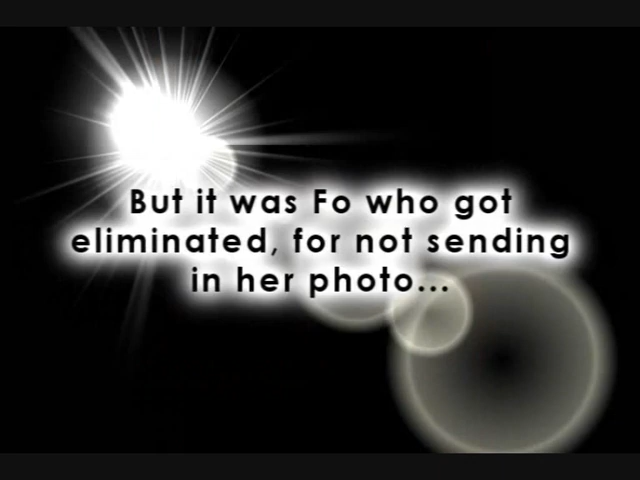 But it was Fo who got
eliminated, for not sending
in her photo...